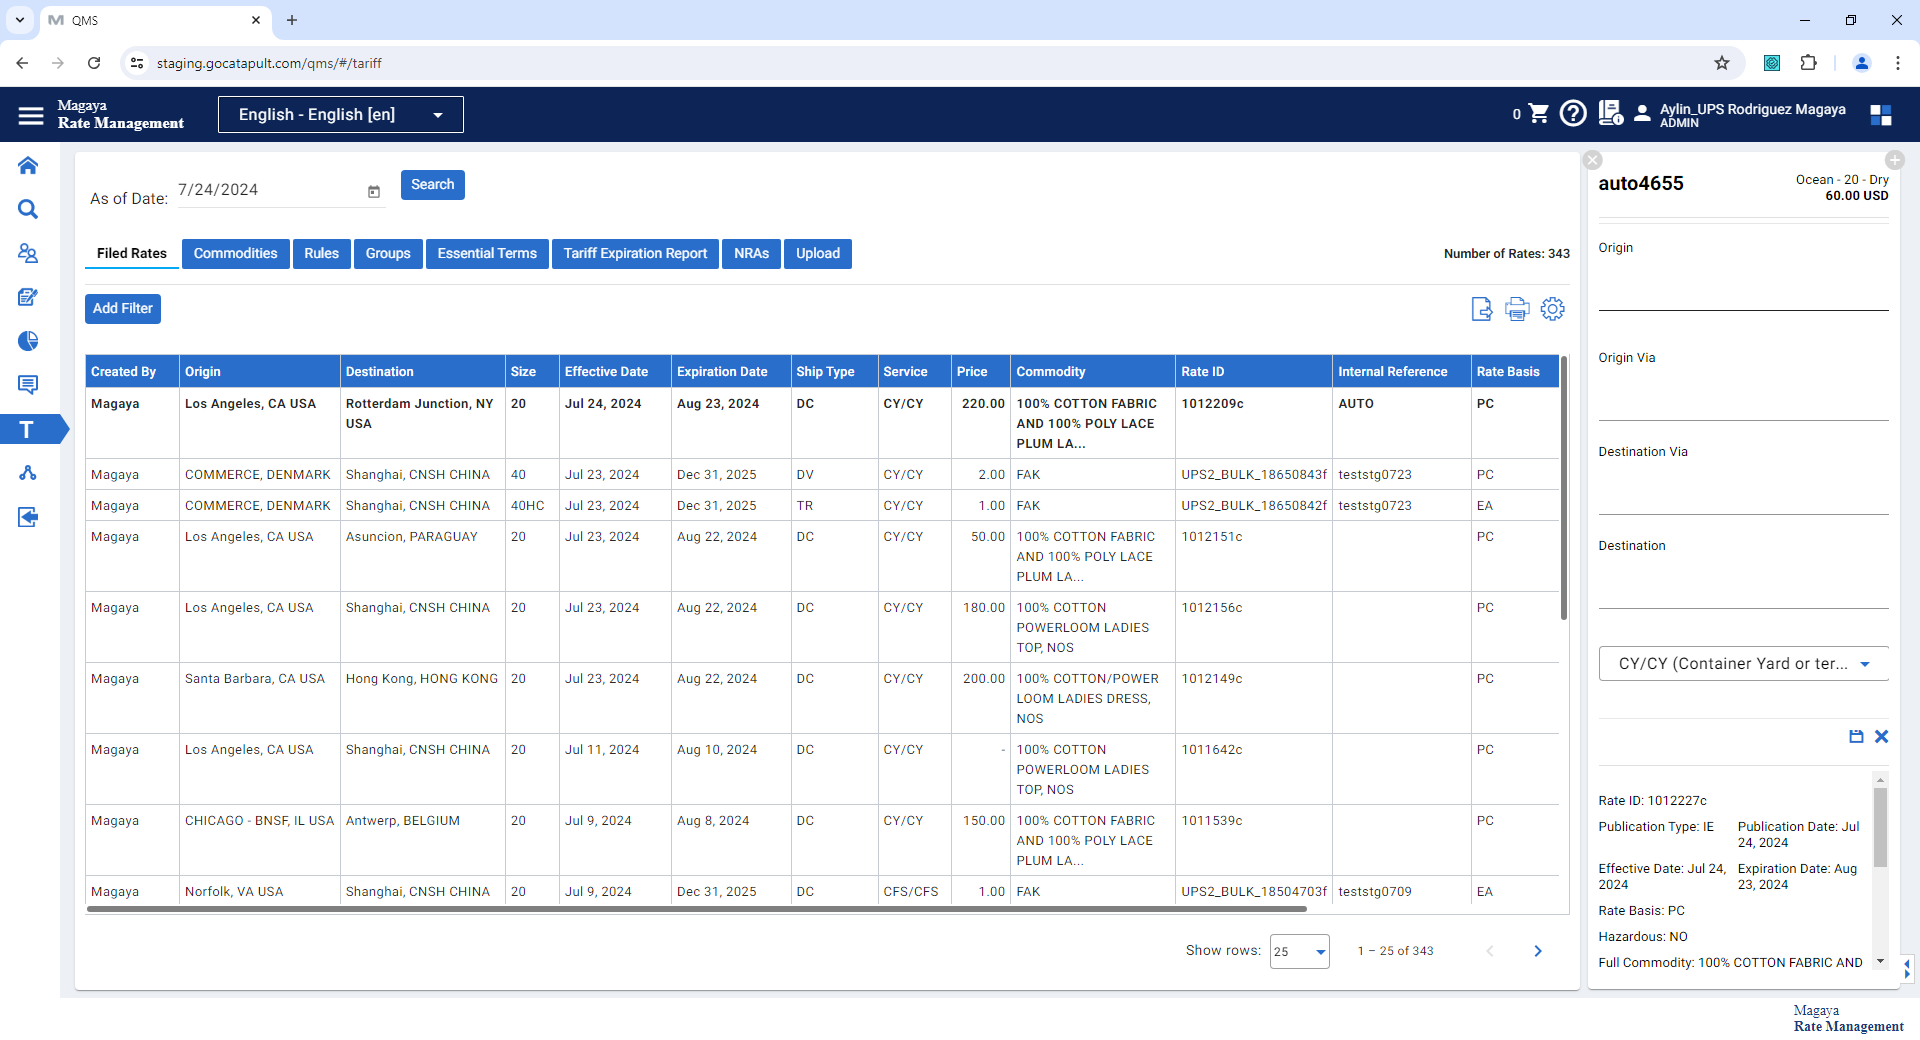 QMS
staging.gocatapult.com/qms/#/tariff
Magaya
Rate Management
English - English [en]
0
Aylin_UPS Rodriguez Magaya
ADMIN
As of Date: 7/24/2024
Search
Filed Rates Commodities Rules Groups Essential Terms Tariff Expiration Report NRAs Upload
Number of Rates: 343
Add Filter
Created By Origin Destination Size Effective Date Expiration Date Ship Type Service Price Commodity Rate ID Internal Reference Rate Basis
Magaya Los Angeles, CA USA Rotterdam Junction, NY 20 Jul 24, 2024 Aug 23, 2024 DC CY/CY 220.00 100% COTTON FABRIC 1012209c AUTO PC
USA AND 100% POLY LACE
PLUM LA...
Magaya COMMERCE, DENMARK Shanghai, CNSH CHINA 40 Jul 23, 2024 Dec 31, 2025 DV CY/CY 2.00 FAK UPS2_BULK_18650843f teststg0723 PC
Magaya COMMERCE, DENMARK Shanghai, CNSH CHINA 40HC Jul 23, 2024 Dec 31, 2025 TR CY/CY 1.00 FAK UPS2_BULK_18650842f teststg0723 EA
Magaya Los Angeles, CA USA Asuncion, PARAGUAY 20 Jul 23, 2024 Aug 22, 2024 DC CY/CY 50.00 100% COTTON FABRIC 1012151c PC
AND 100% POLY LACE
PLUM LA...
Magaya Los Angeles, CA USA Shanghai, CNSH CHINA 20 Jul 23, 2024 Aug 22, 2024 DC CY/CY 180.00 100% COTTON 1012156c PC
POWERLOOM LADIES
TOP, NOS
Magaya Santa Barbara, CA USA Hong Kong, HONG KONG 20 Jul 23, 2024 Aug 22, 2024 DC CY/CY 200.00 100% COTTON/POWER 1012149c PC
LOOM LADIES DRESS,
NOS
Magaya Los Angeles, CA USA Shanghai, CNSH CHINA 20 Jul 11, 2024 Aug 10, 2024 DC CY/CY - 100% COTTON 1011642c PC
POWERLOOM LADIES
TOP, NOS
Magaya CHICAGO - BNSF, IL USA Antwerp, BELGIUM 20 Jul 9, 2024 Aug 8, 2024 DC CY/CY 150.00 100% COTTON FABRIC 1011539c PC
AND 100% POLY LACE
PLUM LA...
Magaya Norfolk, VA USA Shanghai, CNSH CHINA 20 Jul 9, 2024 Dec 31, 2025 DC CFS/CFS 1.00 FAK UPS2_BULK_18504703f teststg0709 EA
Show rows: 25 1 – 25 of 343
auto4655
Ocean - 20 - Dry
60.00 USD
Origin
Origin Via
Destination Via
Destination
CY/CY (Container Yard or ter...
Rate ID: 1012227c
Publication Type: IE Publication Date: Jul
24, 2024
Effective Date: Jul 24, Expiration Date: Aug
2024 23, 2024
Rate Basis: PC
Hazardous: NO
Full Commodity: 100% COTTON FABRIC AND
T
Magaya
Rate Management